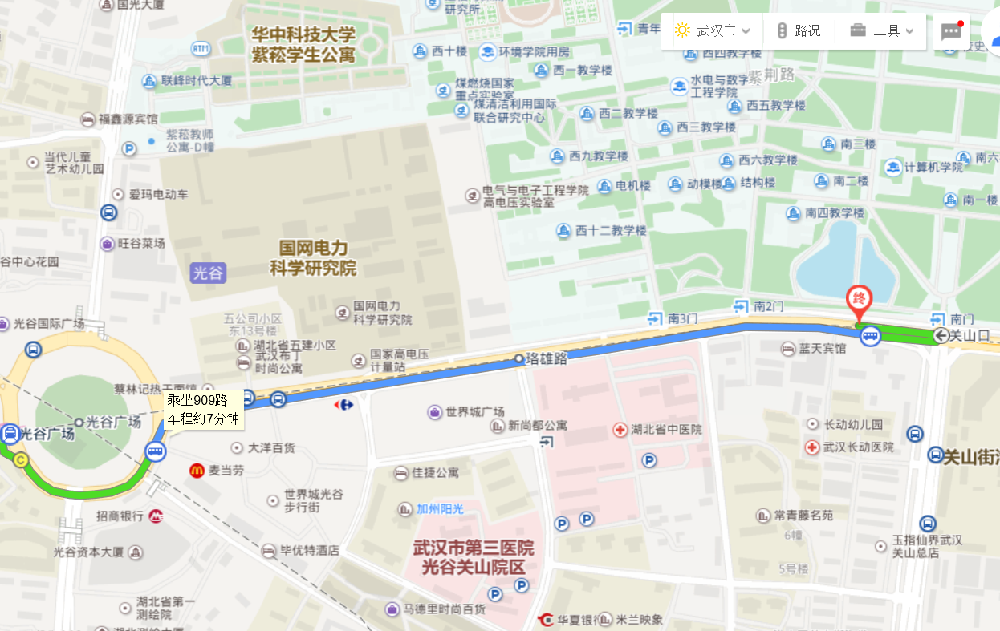 国光大厦
研究所
华中科技大学
紫菘学生公寓
西十楼
环境学院用房
青年
武汉市
路况
工具
西四教学楼
西一教学楼
紫荆路
联峰时代大厦
煤燃烧国家
重点实验室
水电与数字
工程学院
煤清洁利用国际
联合研究中心
西五教学楼
西二教学楼
福鑫源宾馆
西三教学楼
紫菘教师
公寓-D幢
南三楼
当代儿童
艺术幼儿园
西九教学楼
西六教学楼
南六
计算机学院
爱玛电动车
电气与电子工程学院
高电压实验室
电机楼
动模楼
结构楼
南二楼
南一楼
南四教学楼
西十二教学楼
旺谷菜场
国网电力
科学研究院
谷中心花园
光谷
终
国网电力
科学研究院
南2门
南3门
南门
光谷国际广场
五公司小区
东13号楼
关山口
湖北省五建小区
武汉布丁
时尚公寓
国家高电压
计量站
珞雄路
蓝天宾馆
蔡林记热干面馆
乘坐909路
车程约7分钟
世界城广场
新尚都公寓
光谷广场
光谷广场
湖北省中医院
长动幼儿园
武汉长动医院
关山街
大洋百货
麦当劳
佳捷公寓
世界城光谷
步行街
加州阳光
招商银行
常青藤名苑
6幢
武汉市第三医院
光谷关山院区
玉指仙界武汉
关山总店
光谷资本大厦
毕优特酒店
5号楼
湖北省第一
测绘院
马德里时尚百货
华夏银行
米兰映象